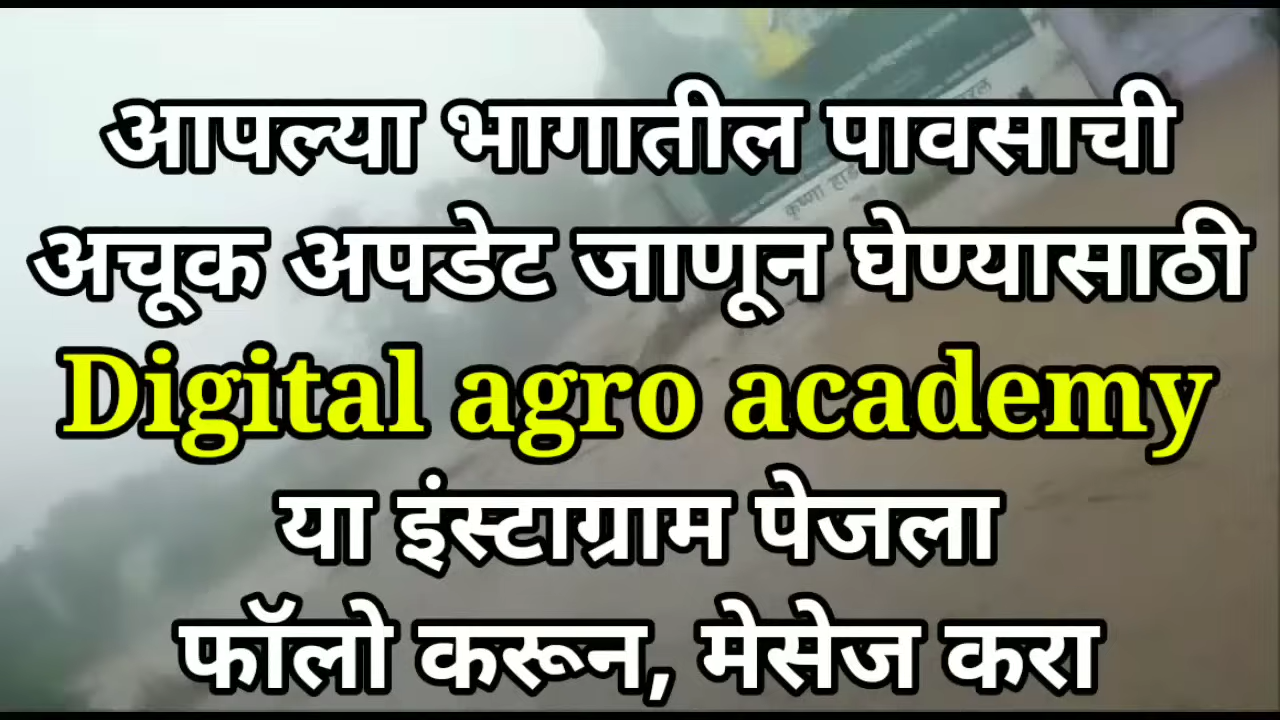 आपल्या भागातील पावसाची
अचूक अपडेट जाणून घेण्यासाठी
Digital agro academy
या इंस्टाग्राम पेजला
फॉलो करून, मेसेज करा
कृष्णा